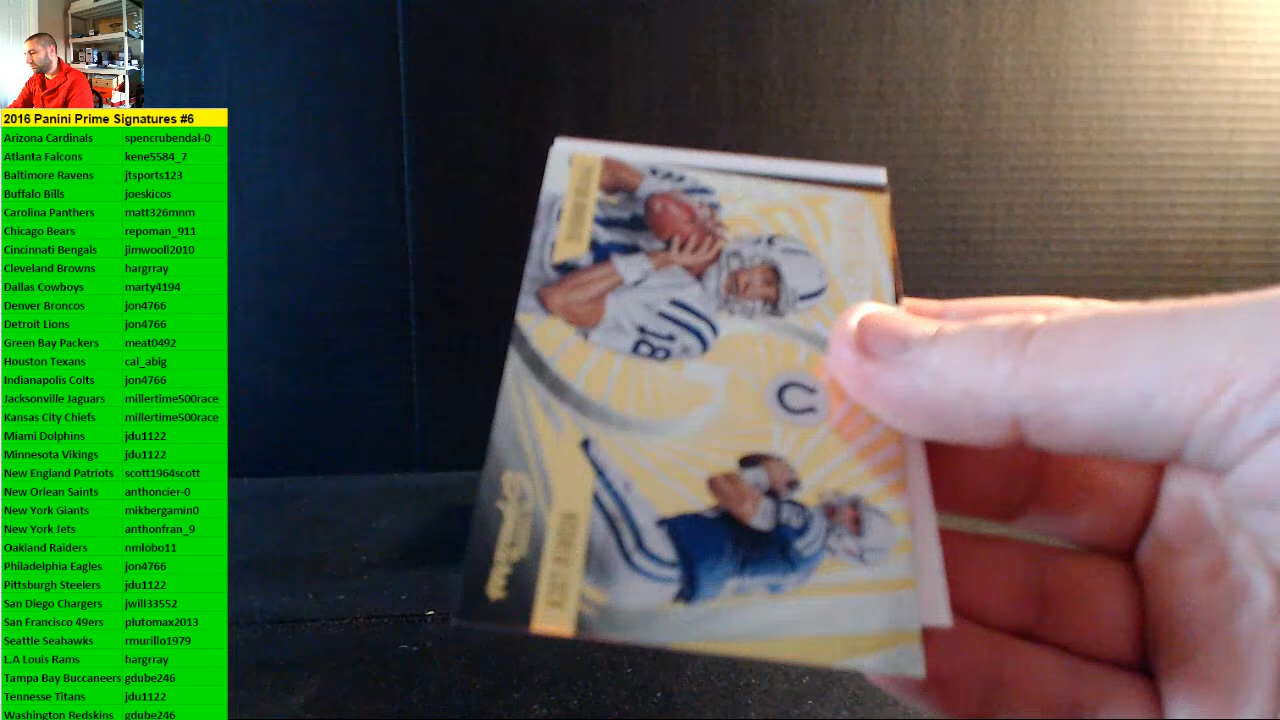 2016 Panini Prime Signatures #6
Arizona Cardinals spencrubendal-0
Atlanta Falcons kene5584_7
Baltimore Ravens jtsports123
Buffalo Bills joeskicos
Carolina Panthers matt326mnm
Chicago Bears repoman_911
Cincinnati Bengals jimwooll2010
Cleveland Browns hargrray
Dallas Cowboys marty4194
Denver Broncos jon4766
Detroit Lions jon4766
Green Bay Packers meat0492
Houston Texans cal_abig
Indianapolis Colts jon4766
Jacksonville Jaguars millertime500race
Kansas City Chiefs millertime500race
Miami Dolphins jdu1122
Minnesota Vikings jdu1122
New England Patriots scott1964scott
New Orlean Saints anthoncier-0
New York Giants mikbergamin0
New York Jets anthonfran_9
Oakland Raiders nmlobo11
Philadelphia Eagles jon4766
Pittsburgh Steelers jdu1122
San Diego Chargers jwill33552
San Francisco 49ers plutomax2013
Seattle Seahawks rmurillo1979
L.A Louis Rams hargrray
Tampa Bay Buccaneers gdube246
Tennesse Titans jdu1122
Washington Redskins gdube246
18